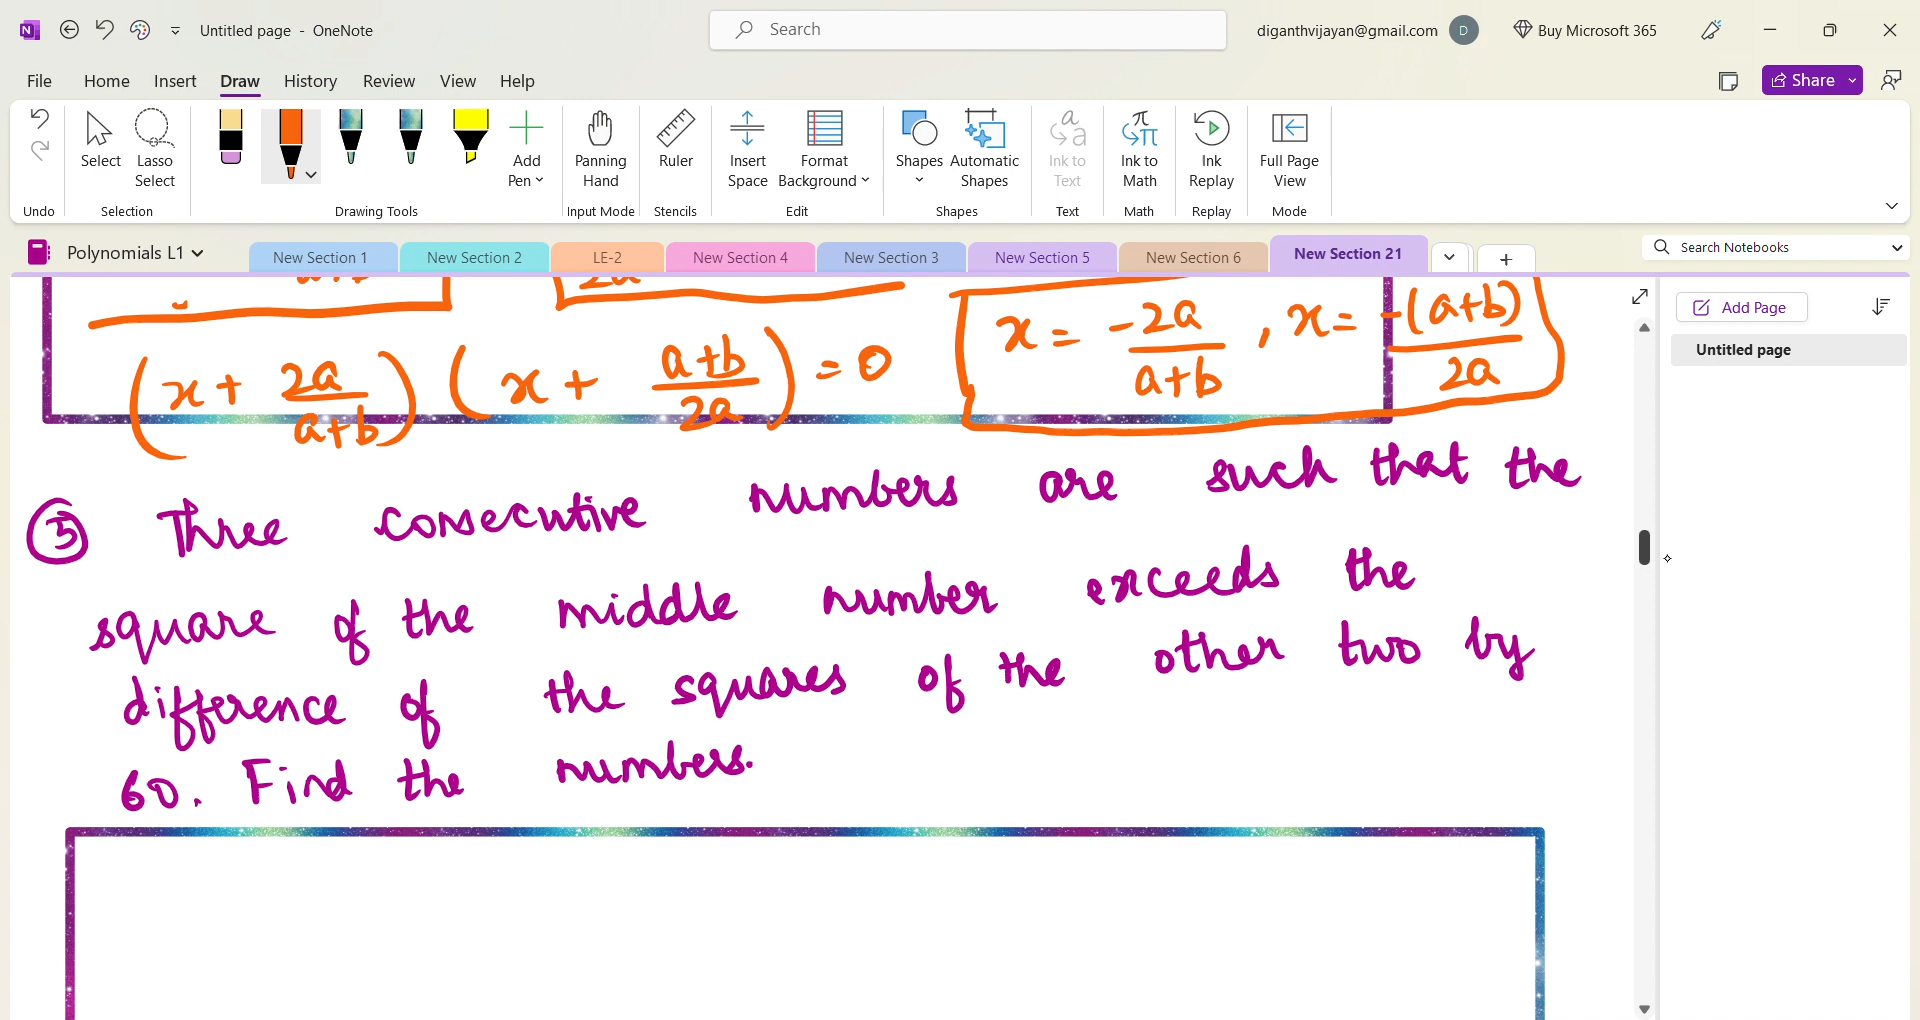 Untitled page - OneNote
Search
diganthvijayan@gmail.com
D
Buy Microsoft 365
File Home Insert Draw History Review View Help
Share
Undo
Select
Lasso Select
Selection
Drawing Tools
Add Pen
Panning Hand
Input Mode
Ruler
Stencils
Insert Space
Format Background
Edit
Shapes
Automatic Shapes
Shapes
Ink to Text
Text
Ink to Math
Math
Ink Replay
Replay
Full Page View
Mode
Polynomials L1
New Section 1
New Section 2
LE-2
New Section 4
New Section 3
New Section 5
New Section 6
New Section 21
Search Notebooks
Add Page
Untitled page
2a
(x + 2a/a+b) (x + a+b/2a) = 0
x = -2a/a+b , x = -(a+b)/2a
③ Three consecutive numbers are such that the
square of the middle number exceeds the
difference of the squares of the other two by
60. Find the numbers.